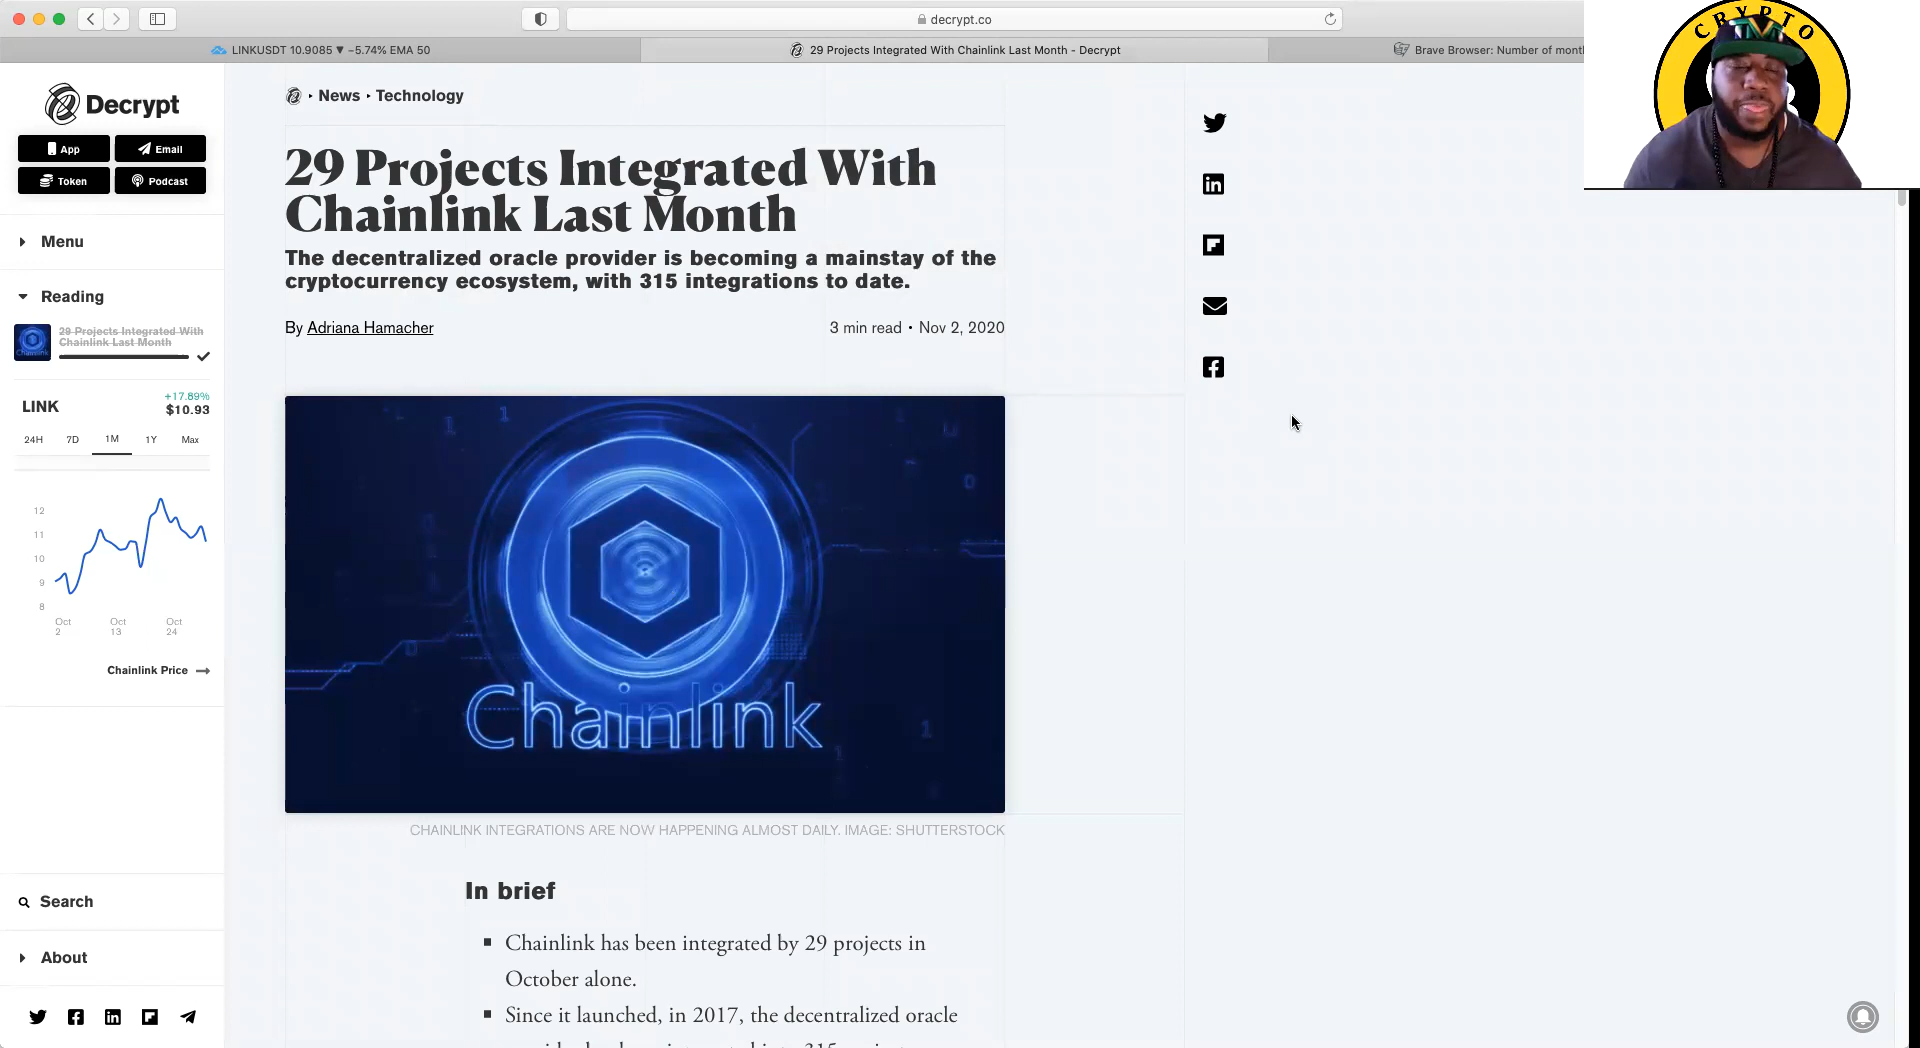 decrypt.co
LINKUSDT 10.9085 ▼ −5.74% EMA 50
29 Projects Integrated With Chainlink Last Month - Decrypt
Brave Browser: Number of mont
CRYPTO
Decrypt
App
Email
Token
Podcast
Menu
Reading
29 Projects Integrated With
Chainlink Last Month
LINK
+17.89%
$10.93
24H 7D 1M 1Y Max
12
11
10
9
8
Oct Oct Oct
2 13 24
Chainlink Price →
Search
About
News ‣ Technology
29 Projects Integrated With
Chainlink Last Month
The decentralized oracle provider is becoming a mainstay of the
cryptocurrency ecosystem, with 315 integrations to date.
By Adriana Hamacher
3 min read • Nov 2, 2020
Chainlink
CHAINLINK INTEGRATIONS ARE NOW HAPPENING ALMOST DAILY. IMAGE: SHUTTERSTOCK
In brief
▪ Chainlink has been integrated by 29 projects in
October alone.
▪ Since it launched, in 2017, the decentralized oracle